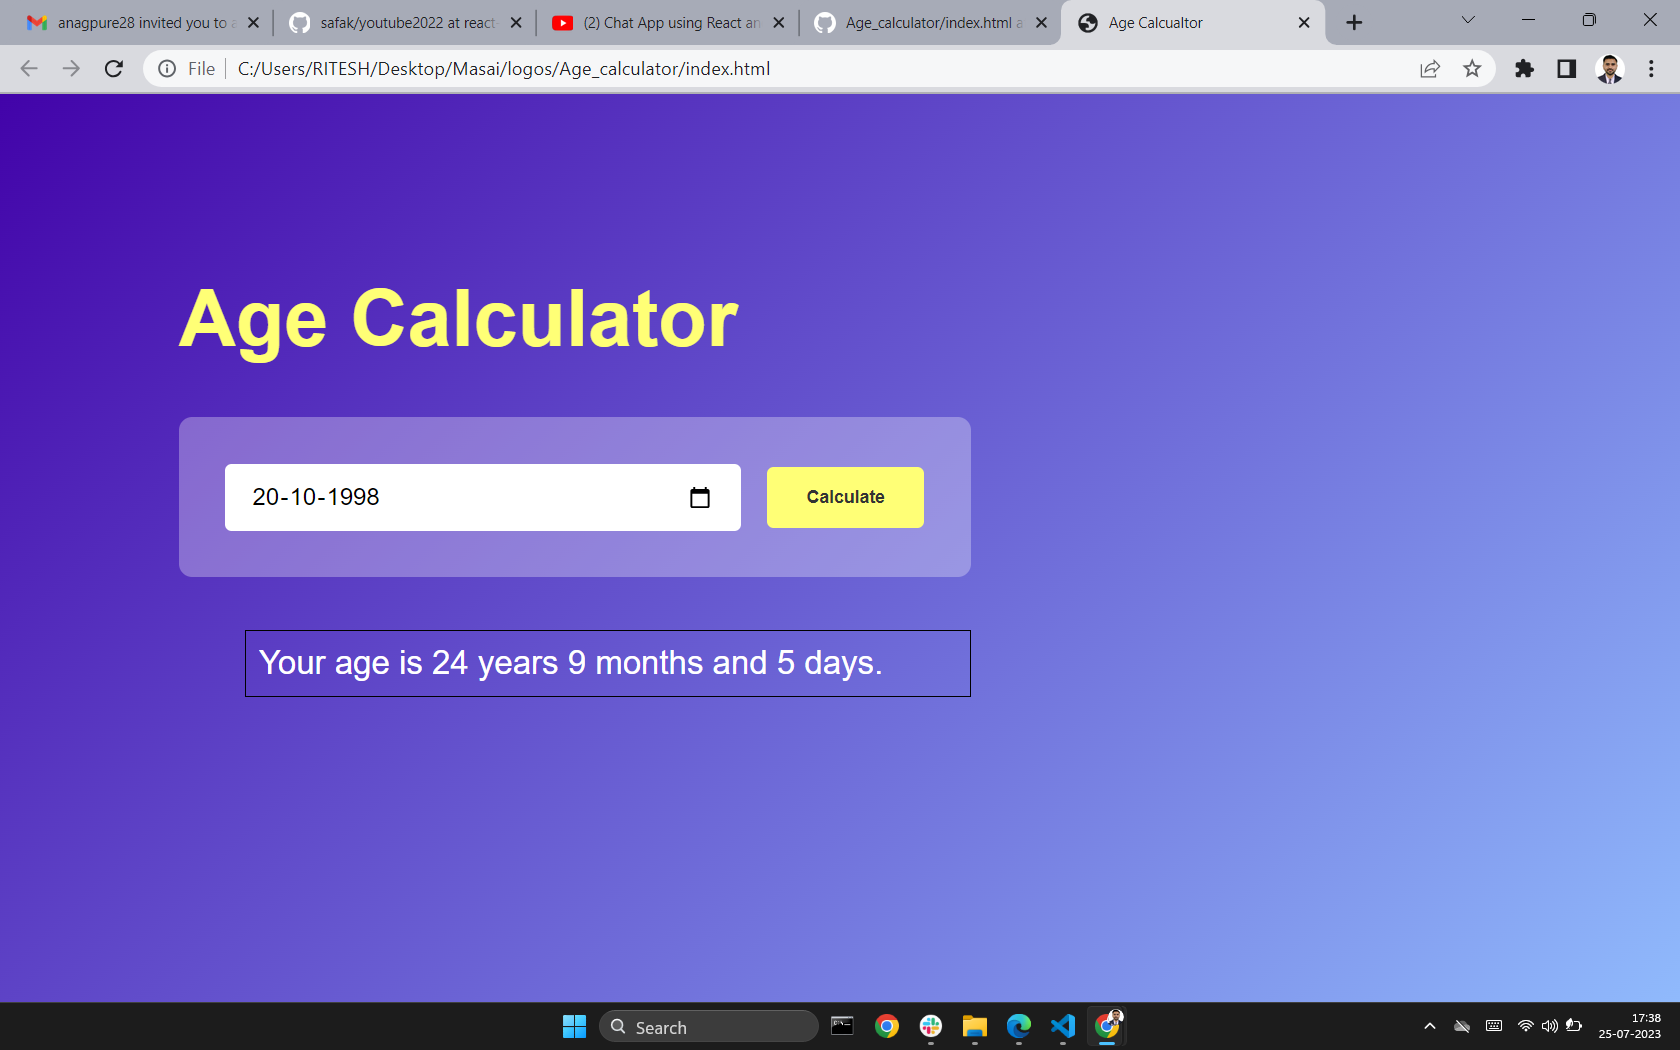 anagpure28 invited you to a
safak/youtube2022 at react-
(2) Chat App using React an
Age_calculator/index.html a
Age Calcualtor
File
C:/Users/RITESH/Desktop/Masai/logos/Age_calculator/index.html
Age Calculator
20-10-1998
Calculate
Your age is 24 years 9 months and 5 days.
Search
17:38
25-07-2023